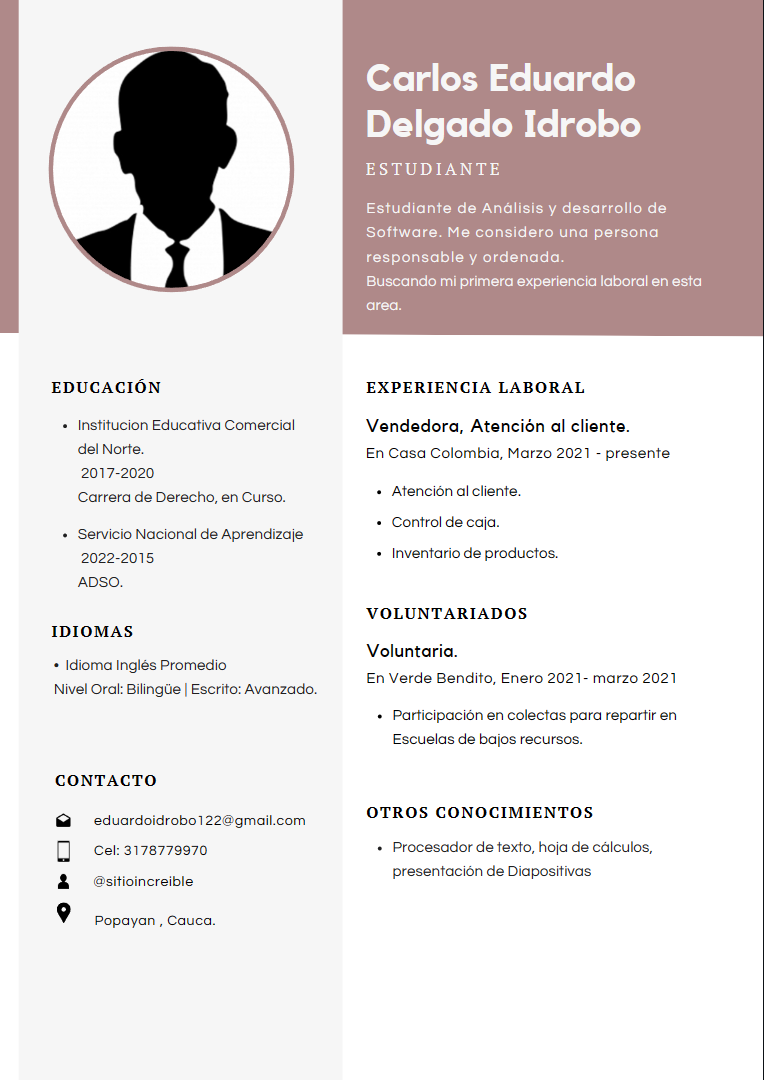 Carlos Eduardo
Delgado Idrobo
ESTUDIANTE
Estudiante de Análisis y desarrollo de
Software. Me considero una persona
responsable y ordenada.
Buscando mi primera experiencia laboral en esta
area.
EDUCACIÓN
• Institucion Educativa Comercial
del Norte.
2017-2020
Carrera de Derecho, en Curso.
• Servicio Nacional de Aprendizaje
2022-2015
ADSO.
IDIOMAS
• Idioma Inglés Promedio
Nivel Oral: Bilingüe | Escrito: Avanzado.
CONTACTO
eduardoidrobo122@gmail.com
Cel: 3178779970
@sitioincreible
Popayan , Cauca.
EXPERIENCIA LABORAL
Vendedora, Atención al cliente.
En Casa Colombia, Marzo 2021 - presente
• Atención al cliente.
• Control de caja.
• Inventario de productos.
VOLUNTARIADOS
Voluntaria.
En Verde Bendito, Enero 2021- marzo 2021
• Participación en colectas para repartir en
Escuelas de bajos recursos.
OTROS CONOCIMIENTOS
• Procesador de texto, hoja de cálculos,
presentación de Diapositivas